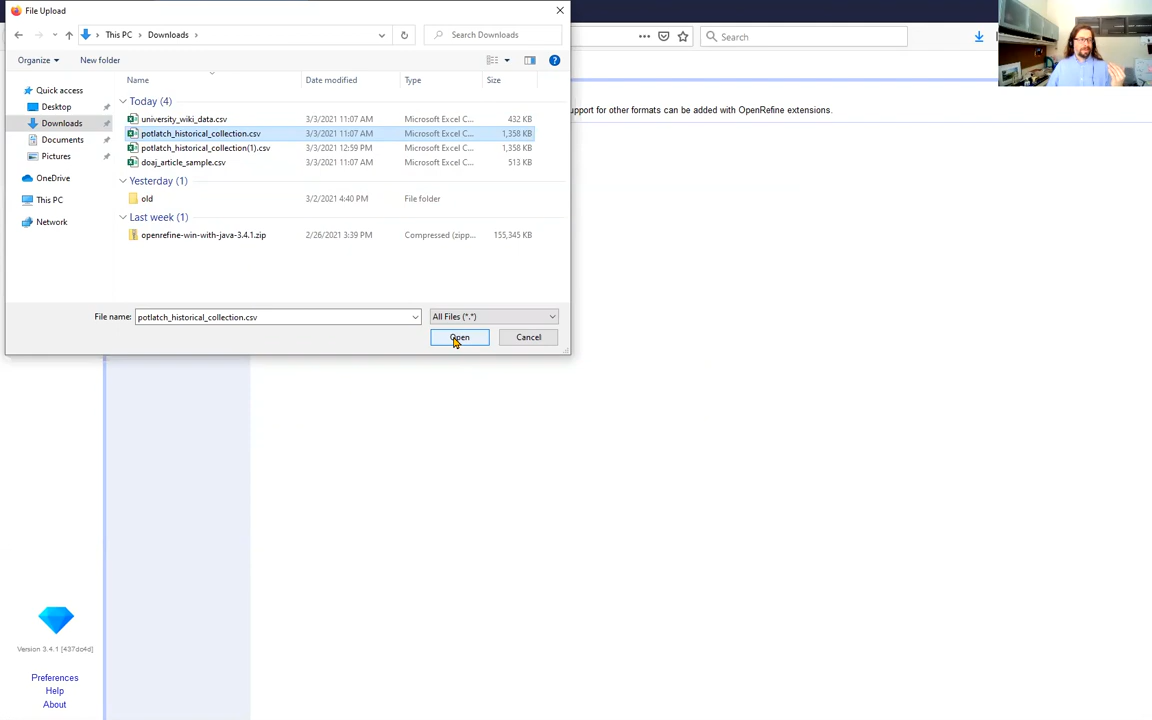 File Upload
This PC > Downloads >
Search Downloads
Search
Organize
New folder
Name
Date modified
Type
Size
upport for other formats can be added with OpenRefine extensions.
Quick access
Desktop
Downloads
Documents
Pictures
OneDrive
This PC
Network
Today (4)
university_wiki_data.csv 3/3/2021 11:07 AM Microsoft Excel C... 432 KB
potlatch_historical_collection.csv 3/3/2021 11:07 AM Microsoft Excel C... 1,358 KB
potlatch_historical_collection(1).csv 3/3/2021 12:59 PM Microsoft Excel C... 1,358 KB
doaj_article_sample.csv 3/3/2021 11:07 AM Microsoft Excel C... 513 KB
Yesterday (1)
old 3/2/2021 4:40 PM File folder
Last week (1)
openrefine-win-with-java-3.4.1.zip 2/26/2021 3:39 PM Compressed (zipp... 155,345 KB
File name: potlatch_historical_collection.csv
All Files (*.*)
Open
Cancel
Version 3.4.1 [437dc4d]
Preferences
Help
About